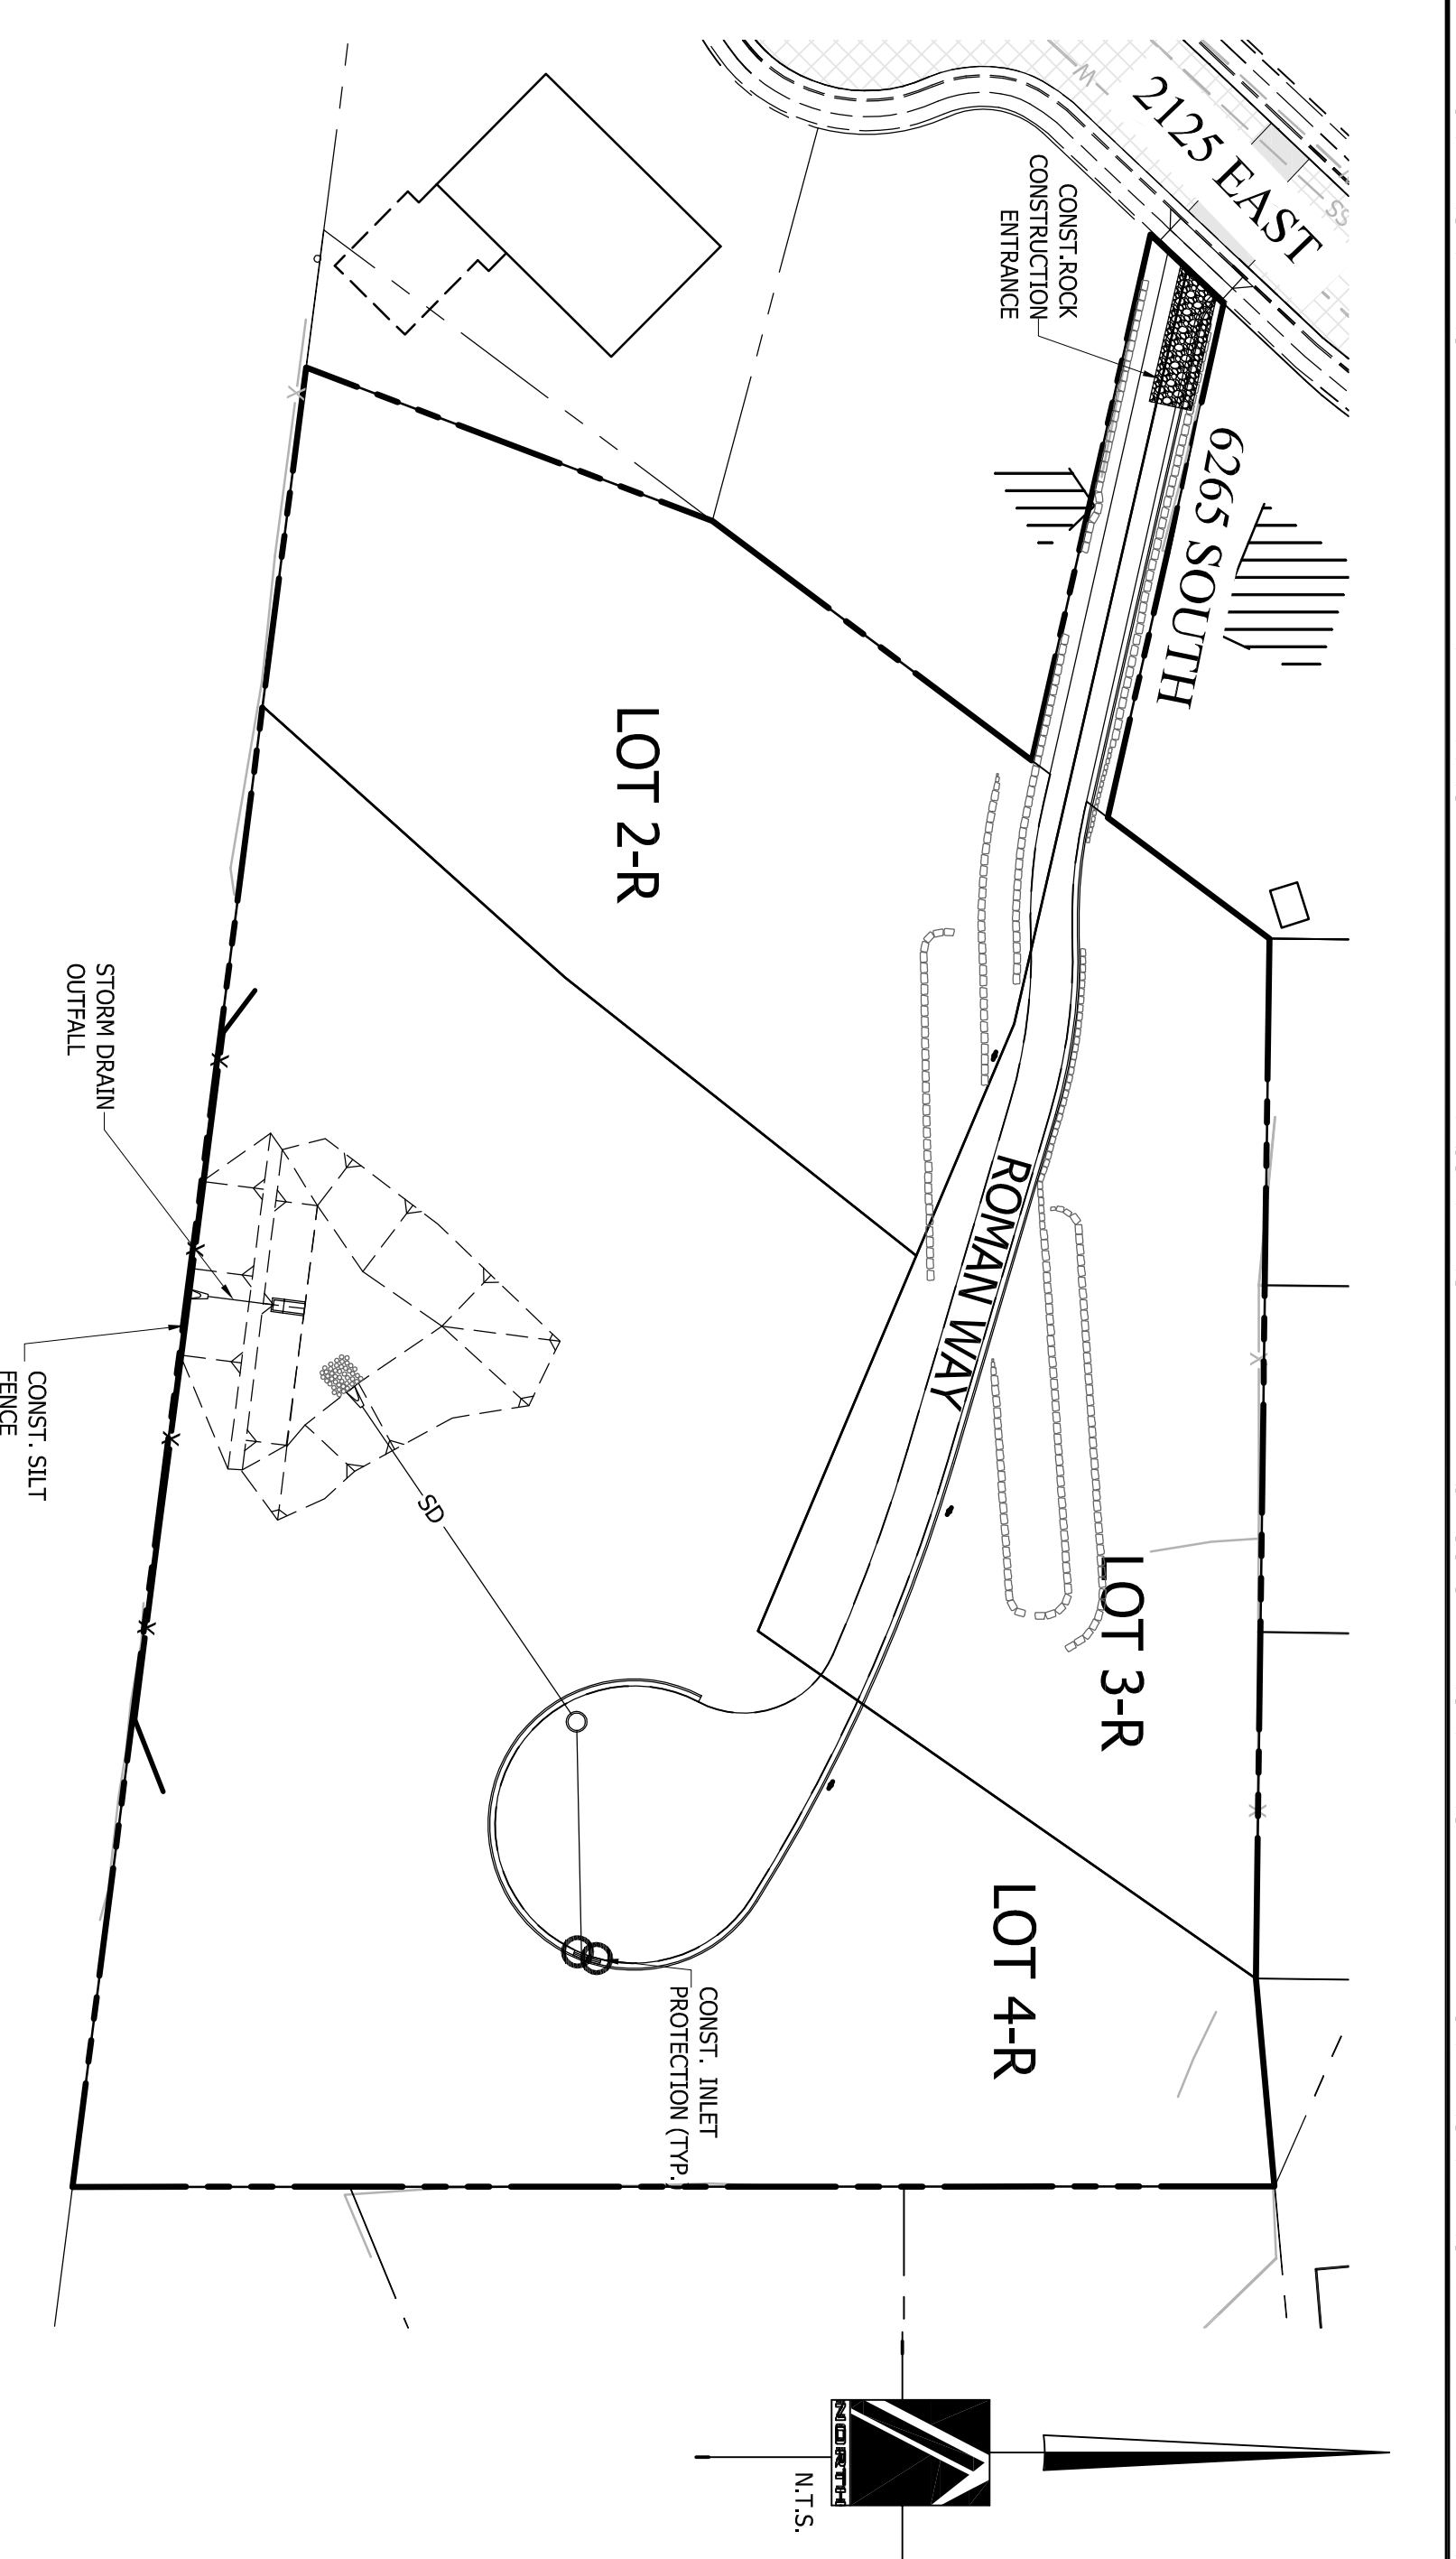 2125 EAST
W
SS
CONST.ROCK
CONSTRUCTION
ENTRANCE
6265 SOUTH
LOT 2-R
ROMAN WAY
LOT 3-R
LOT 4-R
STORM DRAIN
OUTFALL
SD
CONST. SILT
FENCE
CONST. INLET
PROTECTION (TYP.
X
X
X
X
X
X
X
NORTH
N.T.S.